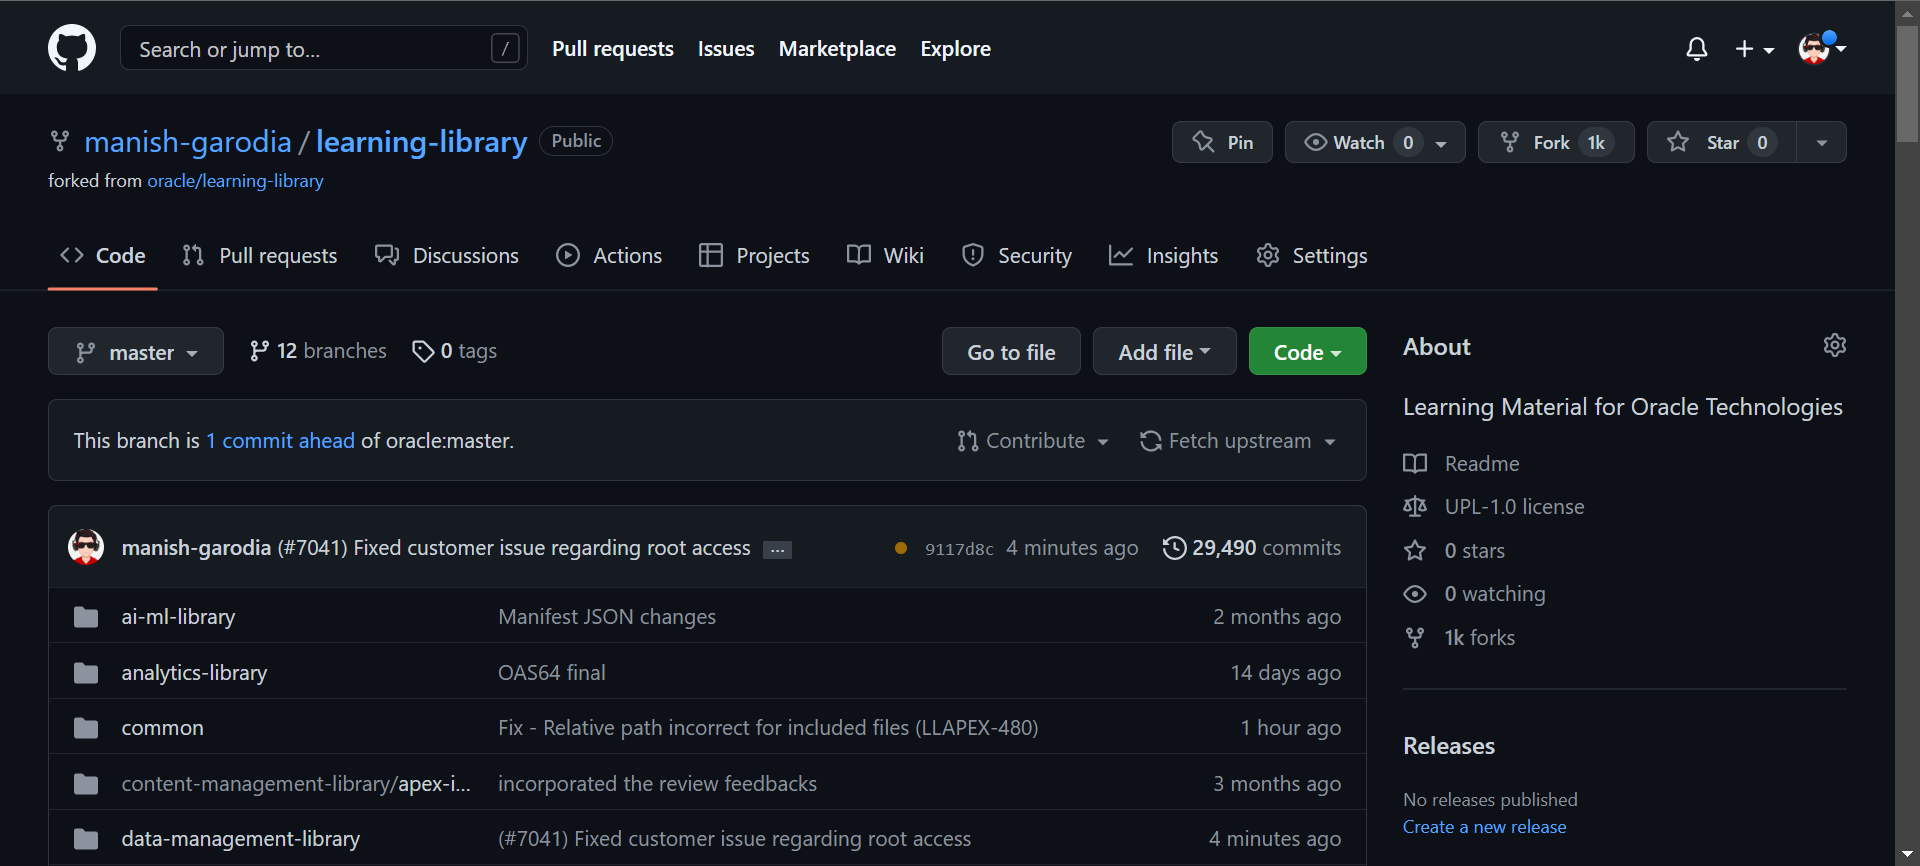 Search or jump to... /
Pull requests Issues Marketplace Explore
manish-garodia / learning-library Public
Pin Watch 0 Fork 1k Star 0
forked from oracle/learning-library
Code Pull requests Discussions Actions Projects Wiki Security Insights Settings
master 12 branches 0 tags Go to file Add file Code
This branch is 1 commit ahead of oracle:master. Contribute Fetch upstream
manish-garodia (#7041) Fixed customer issue regarding root access ... 9117d8c 4 minutes ago 29,490 commits
ai-ml-library Manifest JSON changes 2 months ago
analytics-library OAS64 final 14 days ago
common Fix - Relative path incorrect for included files (LLAPEX-480) 1 hour ago
content-management-library/apex-i... incorporated the review feedbacks 3 months ago
data-management-library (#7041) Fixed customer issue regarding root access 4 minutes ago
About
Learning Material for Oracle Technologies
Readme
UPL-1.0 license
0 stars
0 watching
1k forks
Releases
No releases published
Create a new release